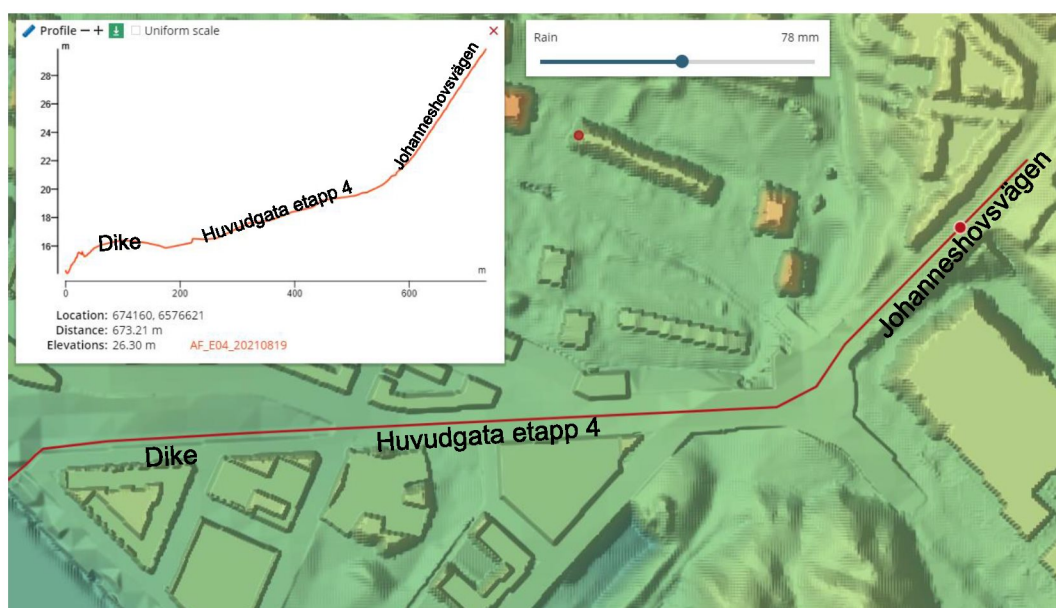 Profile − + Uniform scale ×
m
28
26
24
22
20
18
16
0 200 400 600
m
Dike
Huvudgata etapp 4
Johanneshovsvägen
Location: 674160, 6576621
Distance: 673.21 m
Elevations: 26.30 m AF_E04_20210819
Rain 78 mm
Johanneshovsvägen
Huvudgata etapp 4
Dike